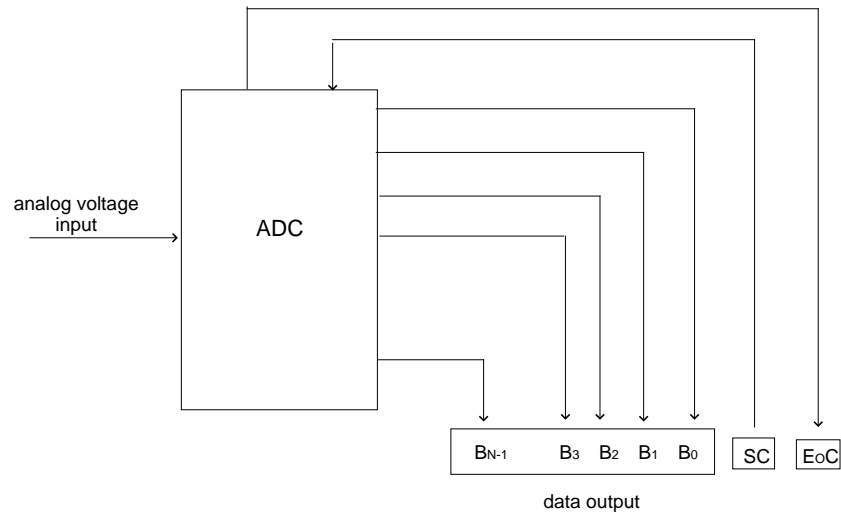 analog voltage
input
ADC
BN-1 B3 B2 B1 B0 SC EoC
data output